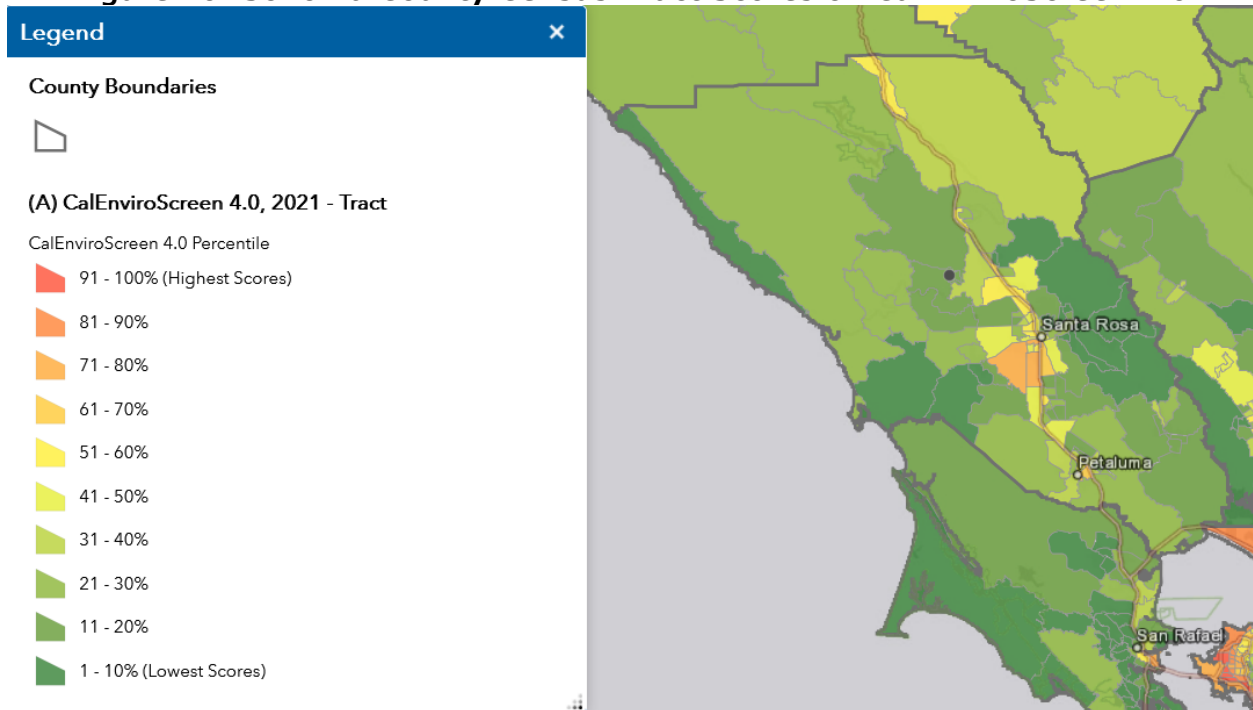 Legend ×
County Boundaries
(A) CalEnviroScreen 4.0, 2021 - Tract
CalEnviroScreen 4.0 Percentile
91 - 100% (Highest Scores)
81 - 90%
71 - 80%
61 - 70%
51 - 60%
41 - 50%
31 - 40%
21 - 30%
11 - 20%
1 - 10% (Lowest Scores)
Santa Rosa
Petaluma
San Rafael